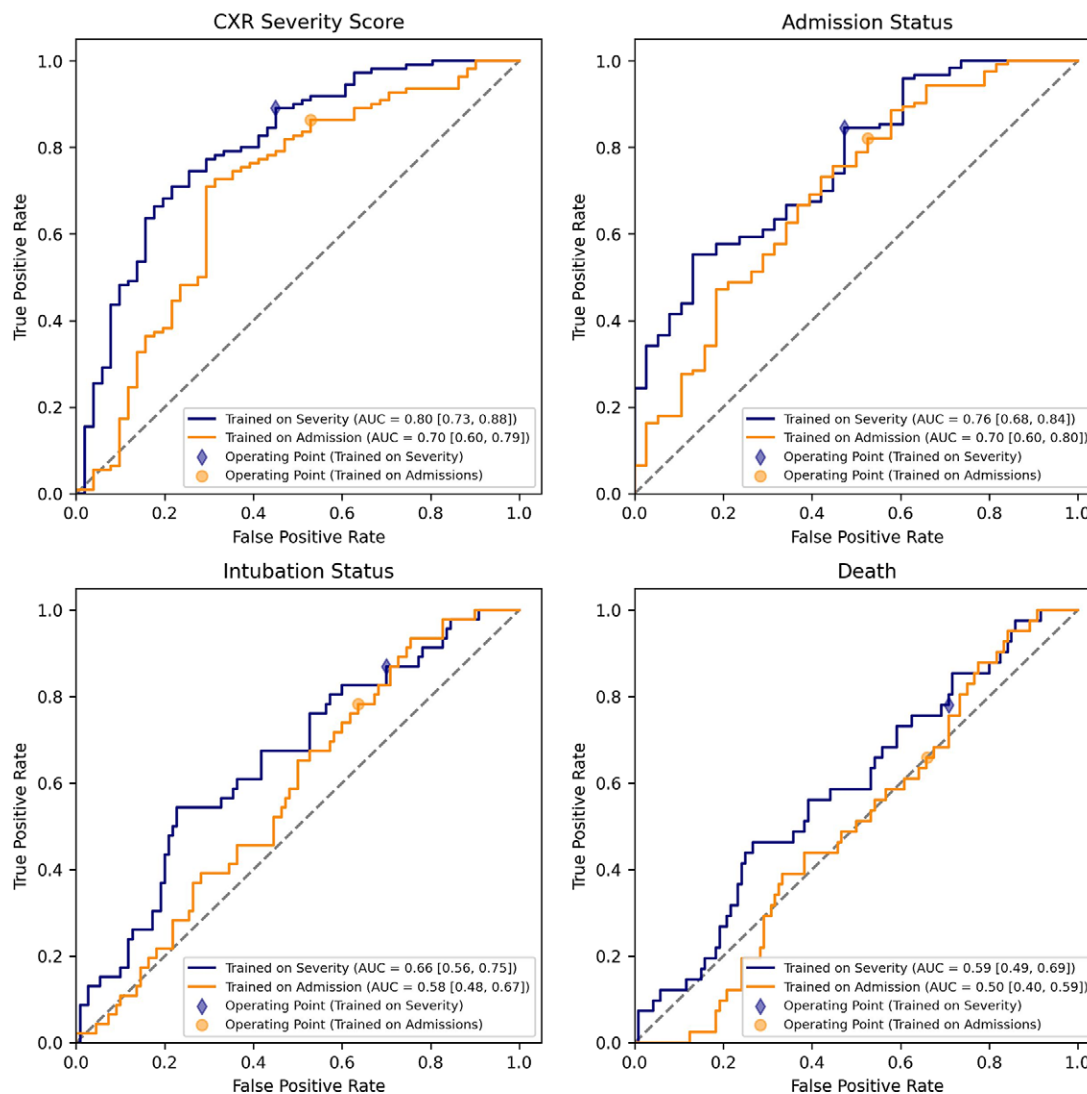 CXR Severity Score
True Positive Rate
1.0
0.8
0.6
0.4
0.2
0.0
Trained on Severity (AUC = 0.80 [0.73, 0.88])
Trained on Admission (AUC = 0.70 [0.60, 0.79])
Operating Point (Trained on Severity)
Operating Point (Trained on Admissions)
0.0 0.2 0.4 0.6 0.8 1.0
False Positive Rate
Admission Status
True Positive Rate
1.0
0.8
0.6
0.4
0.2
0.0
Trained on Severity (AUC = 0.76 [0.68, 0.84])
Trained on Admission (AUC = 0.70 [0.60, 0.80])
Operating Point (Trained on Severity)
Operating Point (Trained on Admissions)
0.0 0.2 0.4 0.6 0.8 1.0
False Positive Rate
Intubation Status
True Positive Rate
1.0
0.8
0.6
0.4
0.2
0.0
Trained on Severity (AUC = 0.66 [0.56, 0.75])
Trained on Admission (AUC = 0.58 [0.48, 0.67])
Operating Point (Trained on Severity)
Operating Point (Trained on Admissions)
0.0 0.2 0.4 0.6 0.8 1.0
False Positive Rate
Death
True Positive Rate
1.0
0.8
0.6
0.4
0.2
0.0
Trained on Severity (AUC = 0.59 [0.49, 0.69])
Trained on Admission (AUC = 0.50 [0.40, 0.59])
Operating Point (Trained on Severity)
Operating Point (Trained on Admissions)
0.0 0.2 0.4 0.6 0.8 1.0
False Positive Rate